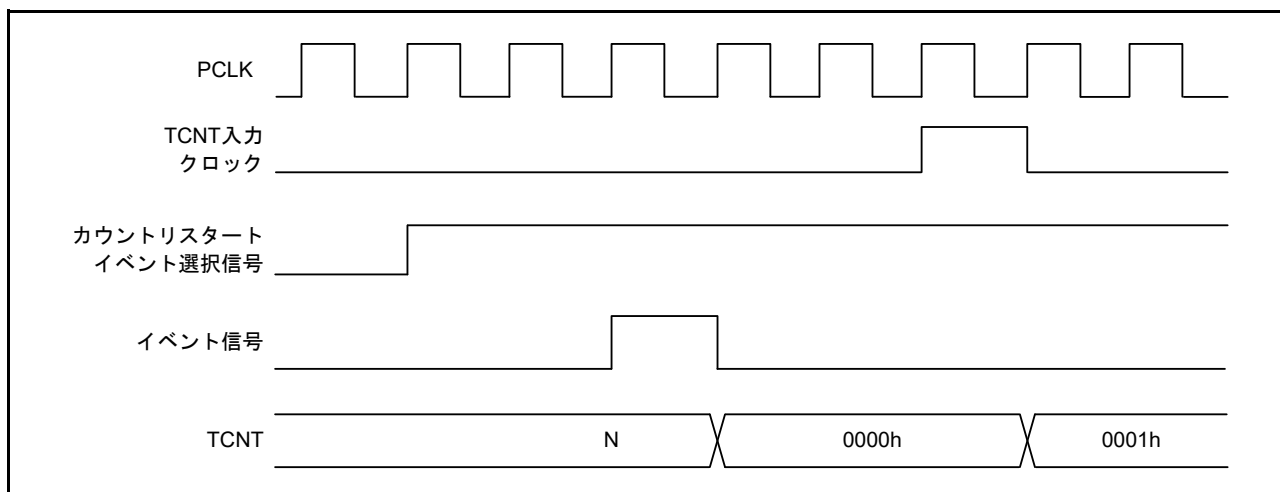 PCLK
TCNT入力
クロック
カウントリスタート
イベント選択信号
イベント信号
TCNT
N
0000h
0001h